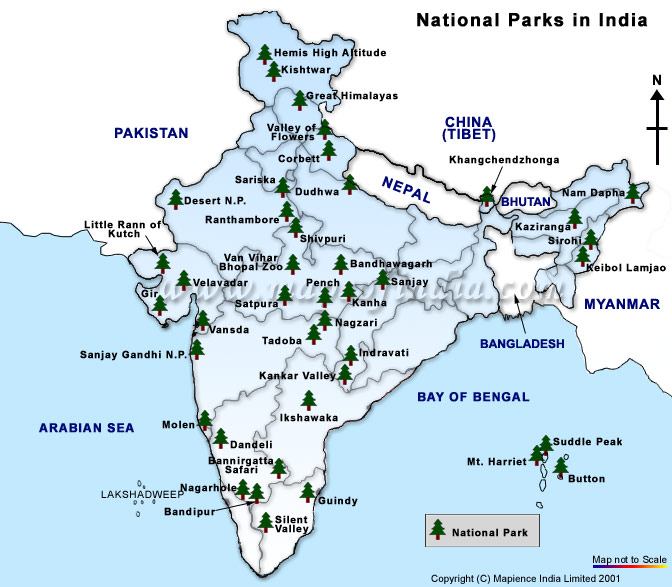 National Parks in India
Hemis High Altitude
Kishtwar
Great Himalayas
N
PAKISTAN
CHINA
(TIBET)
Valley of
Flowers
Corbett
Khangchendzhonga
Sariska
Dudhwa
NEPAL
BHUTAN
Nam Dapha
Desert N.P.
Ranthambore
Kaziranga
Little Rann of
Kutch
Shivpuri
Sirohi
Van Vihar
Bhopal Zoo
Bandhawagarh
Keibol Lamjao
Velavadar
Pench
Sanjay
Gir
Satpura
Kanha
MYANMAR
Vansda
Nagzari
Tadoba
BANGLADESH
Sanjay Gandhi N.P.
Indravati
Kankar Valley
BAY OF BENGAL
Ikshawaka
ARABIAN SEA
Molen
Dandeli
Suddle Peak
Bannirgatta
Safari
Mt. Harriet
Button
Nagarhole
LAKSHADWEEP
Guindy
Bandipur
Silent
Valley
National Park
Map not to Scale
Copyright (C) Mapience India Limited 2001